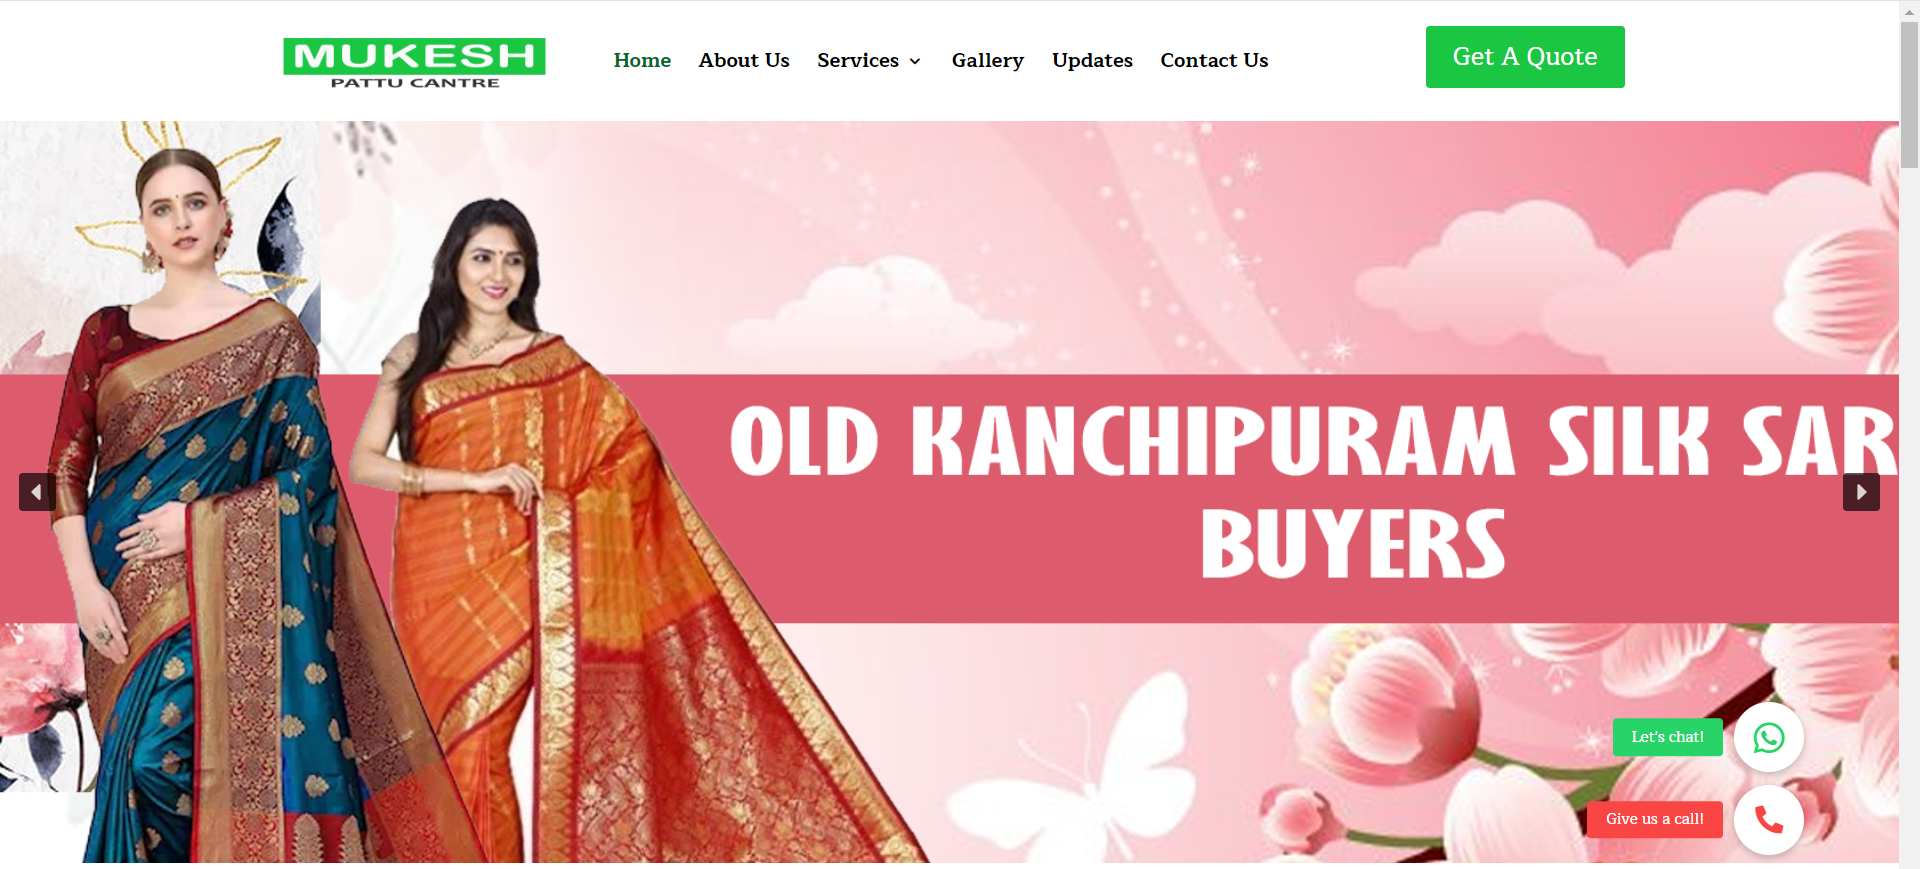 MUKESH
PATTU CANTRE
Home
About Us
Services
Gallery
Updates
Contact Us
Get A Quote
OLD KANCHIPURAM SILK SAR
BUYERS
Let's chat!
Give us a call!